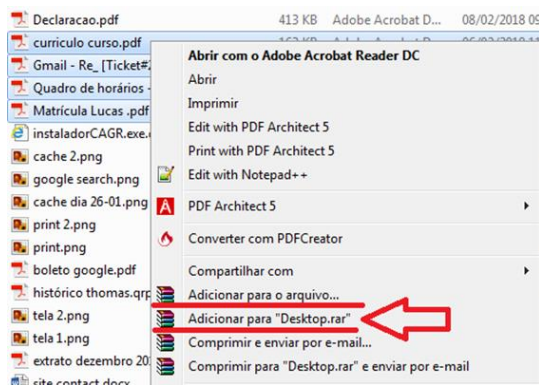 Declaracao.pdf 413 KB Adobe Acrobat D... 08/02/2018 09
curriculo curso.pdf
Abrir com o Adobe Acrobat Reader DC
Gmail - Re_ [Ticket#
Abrir
Quadro de horários -
Imprimir
Matrícula Lucas .pdf
Edit with PDF Architect 5
instaladorCAGR.exe.
Print with PDF Architect 5
cache 2.png
Edit with Notepad++
google search.png
cache dia 26-01.png
PDF Architect 5
print 2.png
print.png
Converter com PDFCreator
boleto google.pdf
Compartilhar com
histórico thomas.qrp
Adicionar para o arquivo...
tela 2.png
Adicionar para "Desktop.rar"
tela 1.png
Comprimir e enviar por e-mail...
extrato dezembro 20
Comprimir para "Desktop.rar" e enviar por e-mail
site contact.docx